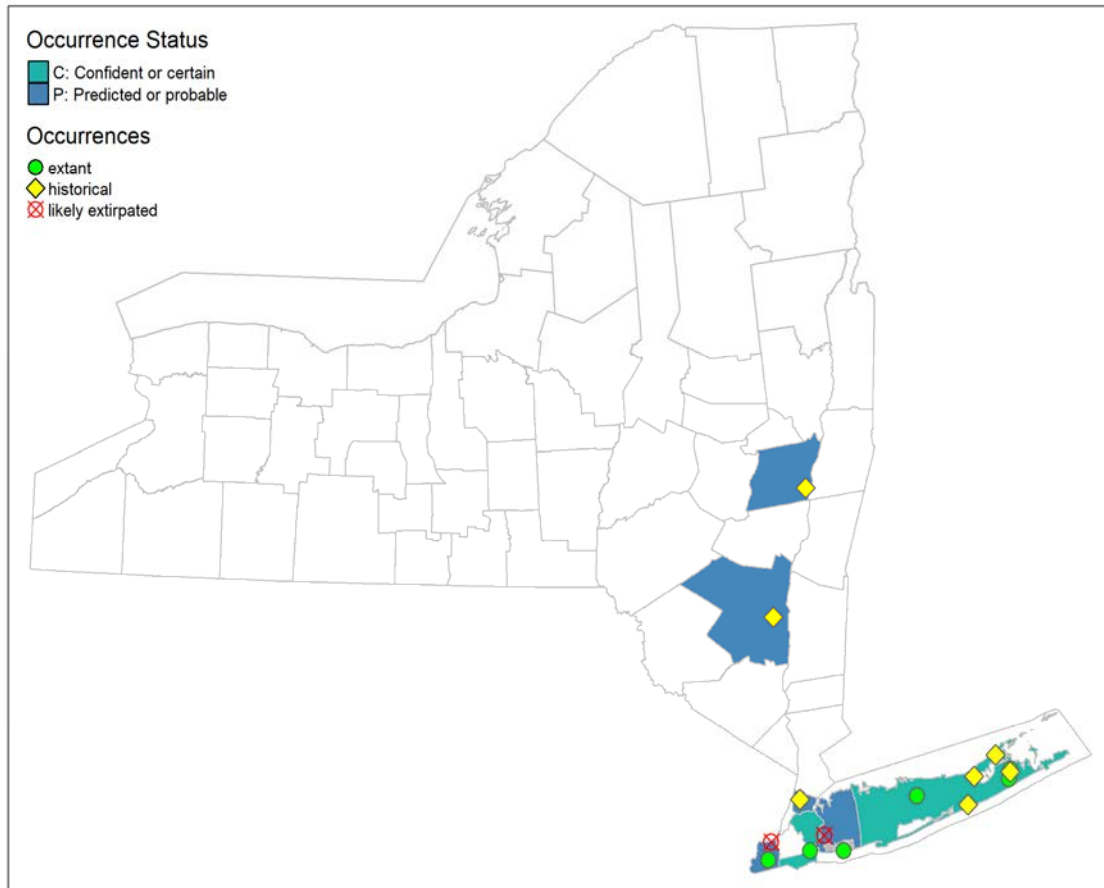 Occurrence Status
C: Confident or certain
P: Predicted or probable
Occurrences
extant
historical
likely extirpated